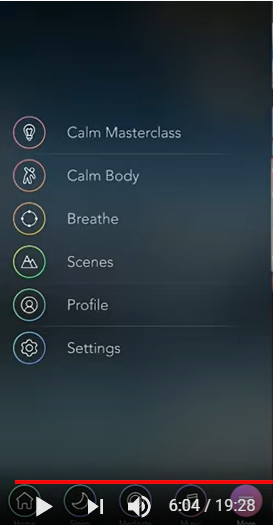 Calm Masterclass
Calm Body
Breathe
Scenes
Profile
Settings
6:04 / 19:28